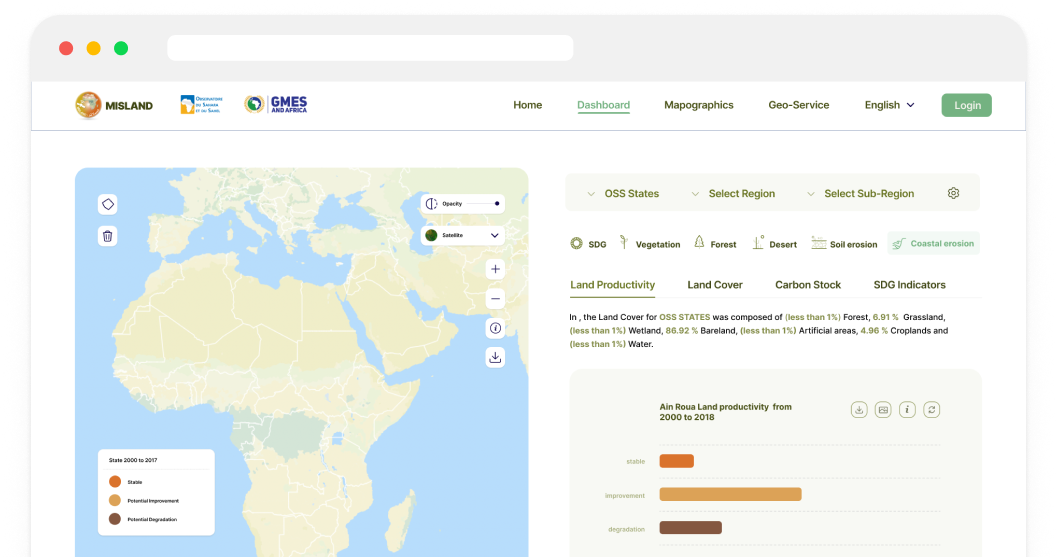 MISLAND
OBSERVATOIRE
DU SAHARA
ET DU SAHEL
GMES
AND AFRICA
Home
Dashboard
Mapographics
Geo-Service
English
Login
Opacity
Satellite
i
State 2000 to 2017
Stable
Potential Improvement
Potential Degradation
OSS States
Select Region
Select Sub-Region
SDG
Vegetation
Forest
Desert
Soil erosion
Coastal erosion
Land Productivity
Land Cover
Carbon Stock
SDG Indicators
In , the Land Cover for OSS STATES was composed of (less than 1%) Forest, 6.91 % Grassland,
(less than 1%) Wetland, 86.92 % Bareland, (less than 1%) Artificial areas, 4.96 % Croplands and
(less than 1%) Water.
Ain Roua Land productivity from
2000 to 2018
i
stable
improvement
degradation